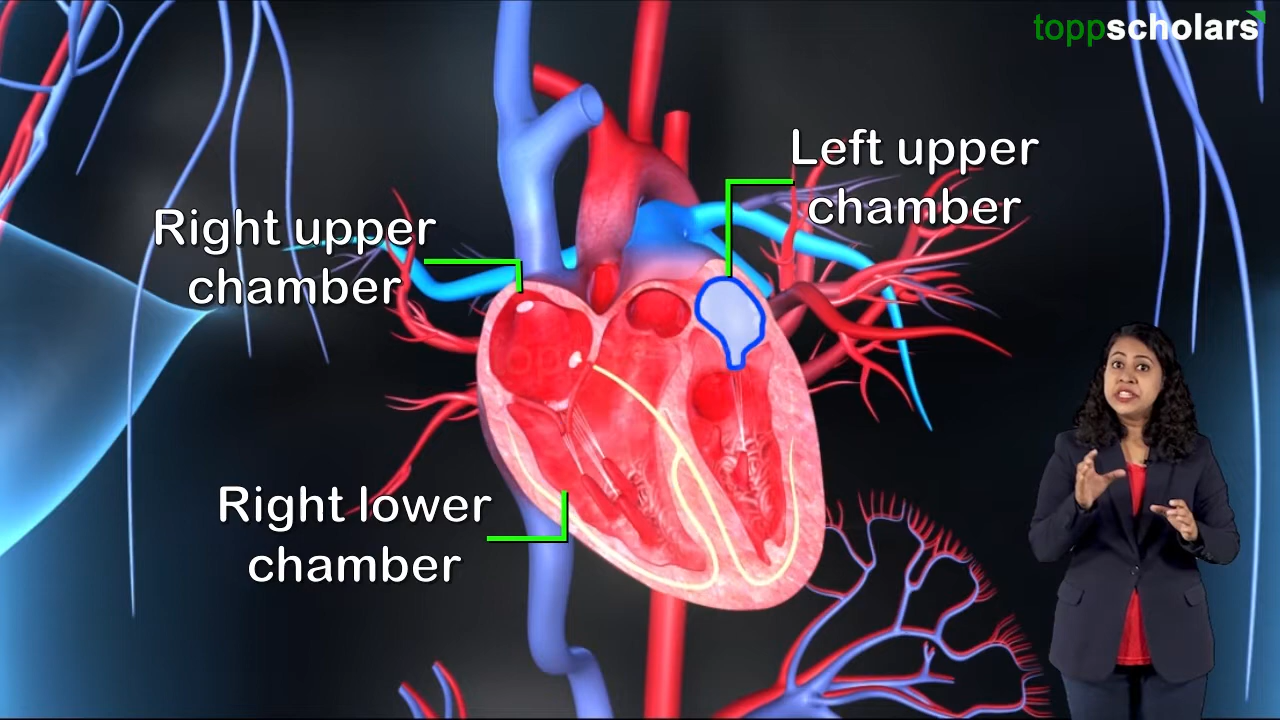 toppscholars
Left upper
chamber
Right upper
chamber
Right lower
chamber